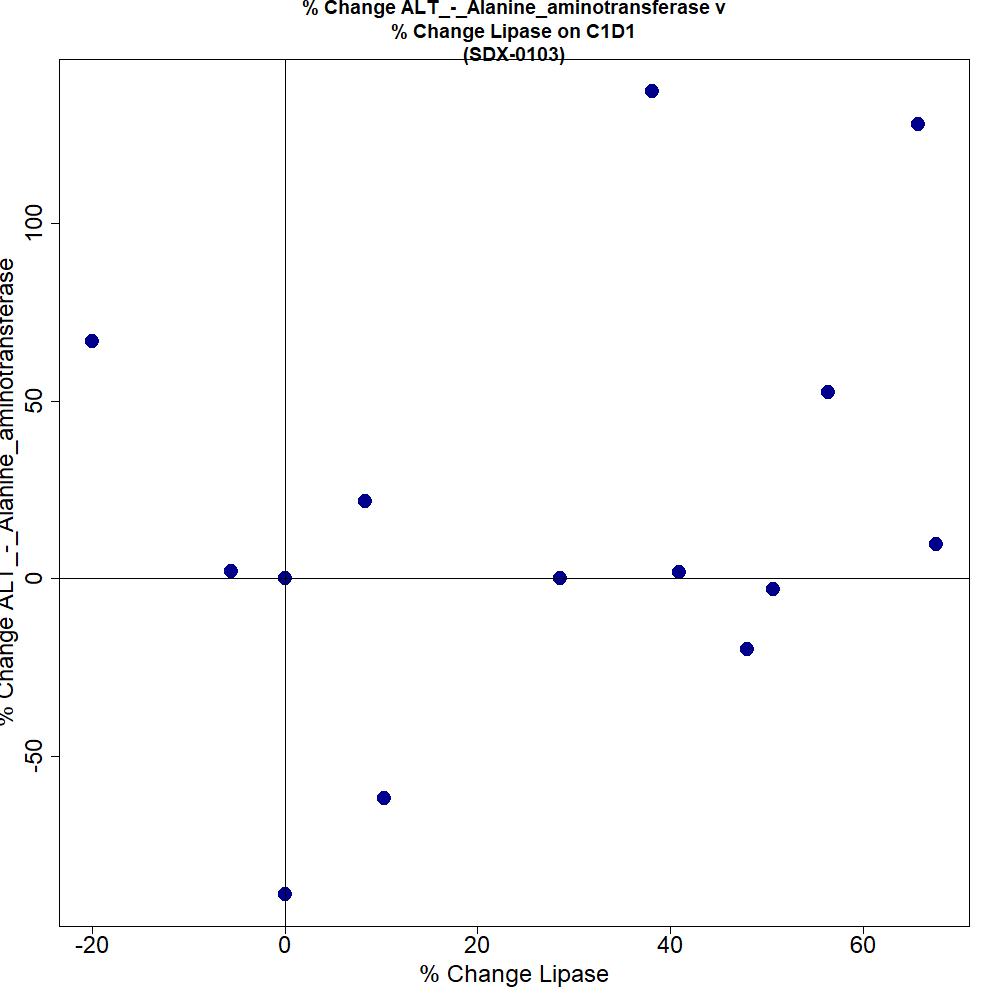 % Change ALT_-_Alanine_aminotransferase v
% Change Lipase on C1D1
(SDX-0103)
% Change ALT_-_Alanine_aminotransferase
100
50
0
-50
-20
0
20
40
60
% Change Lipase